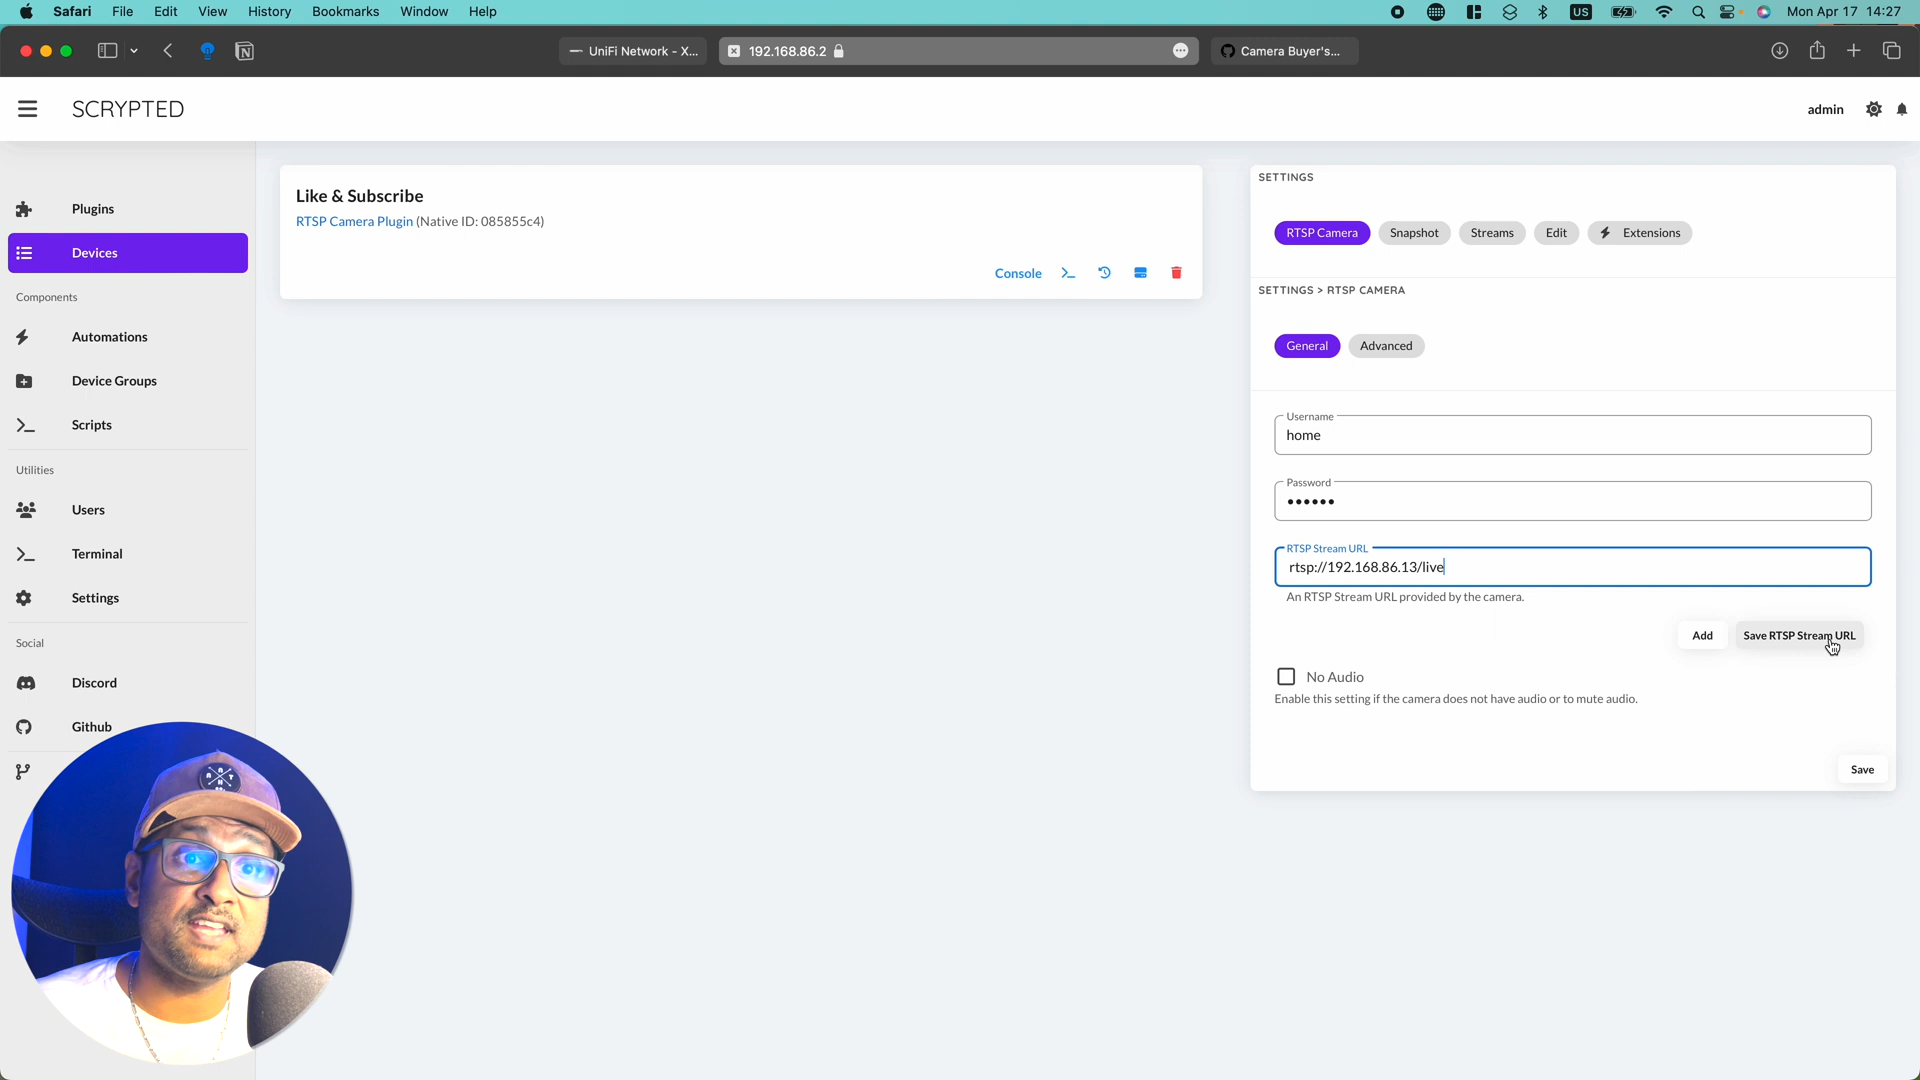 Safari File Edit View History Bookmarks Window Help
US
Mon Apr 17 14:27
UniFi Network - X...
192.168.86.2
Camera Buyer's...
SCRYPTED
admin
Plugins
Devices
Components
Automations
Device Groups
Scripts
Utilities
Users
Terminal
Settings
Social
Discord
Github
Like & Subscribe
RTSP Camera Plugin (Native ID: 085855c4)
Console
SETTINGS
RTSP Camera Snapshot Streams Edit Extensions
SETTINGS > RTSP CAMERA
General Advanced
Username
home
Password
••••••
RTSP Stream URL
rtsp://192.168.86.13/live
An RTSP Stream URL provided by the camera.
Add Save RTSP Stream URL
No Audio
Enable this setting if the camera does not have audio or to mute audio.
Save